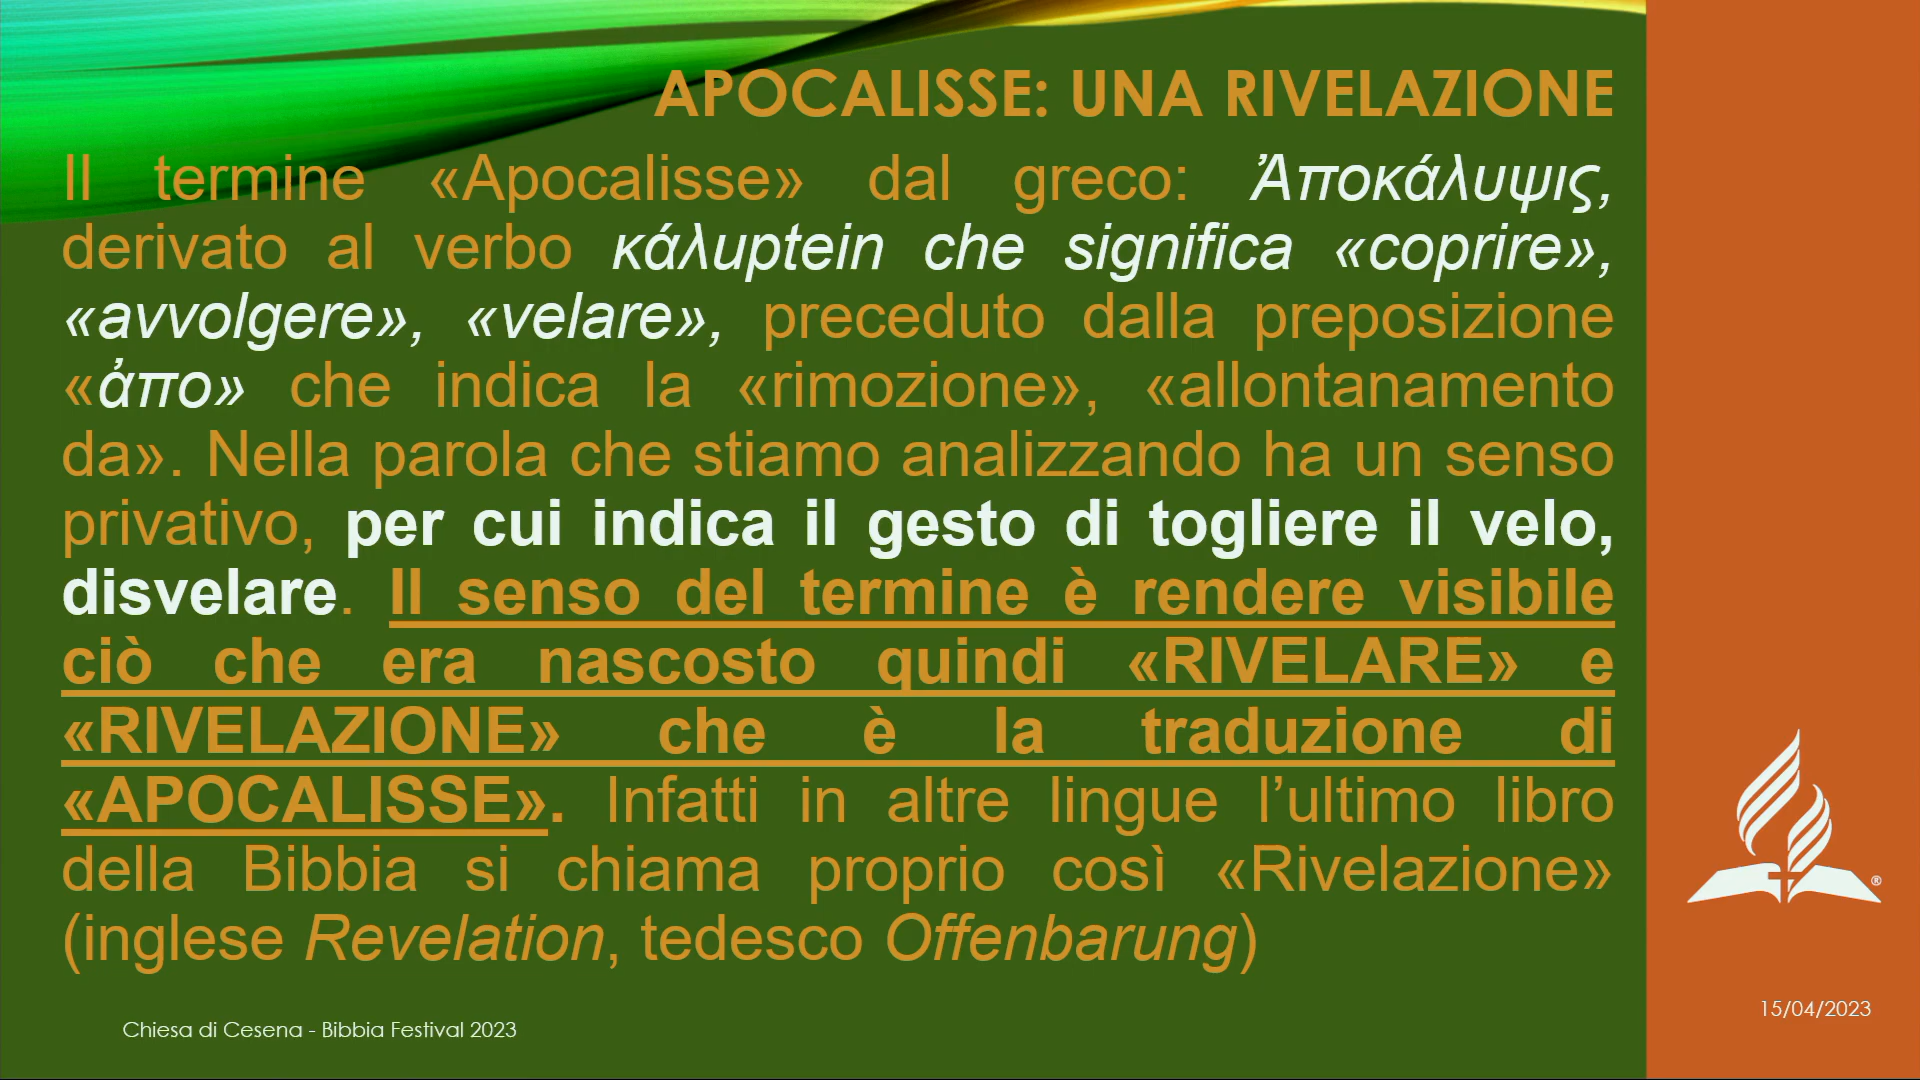 APOCALISSE: UNA RIVELAZIONE
Il termine «Apocalisse» dal greco: Ἀποκάλυψις,
derivato al verbo κάλuptein che significa «coprire»,
«avvolgere», «velare», preceduto dalla preposizione
«ἀπο» che indica la «rimozione», «allontanamento
da». Nella parola che stiamo analizzando ha un senso
privativo, per cui indica il gesto di togliere il velo,
disvelare. Il senso del termine è rendere visibile
ciò che era nascosto quindi «RIVELARE» e
«RIVELAZIONE» che è la traduzione di
«APOCALISSE». Infatti in altre lingue l’ultimo libro
della Bibbia si chiama proprio così «Rivelazione»
(inglese Revelation, tedesco Offenbarung)
®
15/04/2023
Chiesa di Cesena - Bibbia Festival 2023